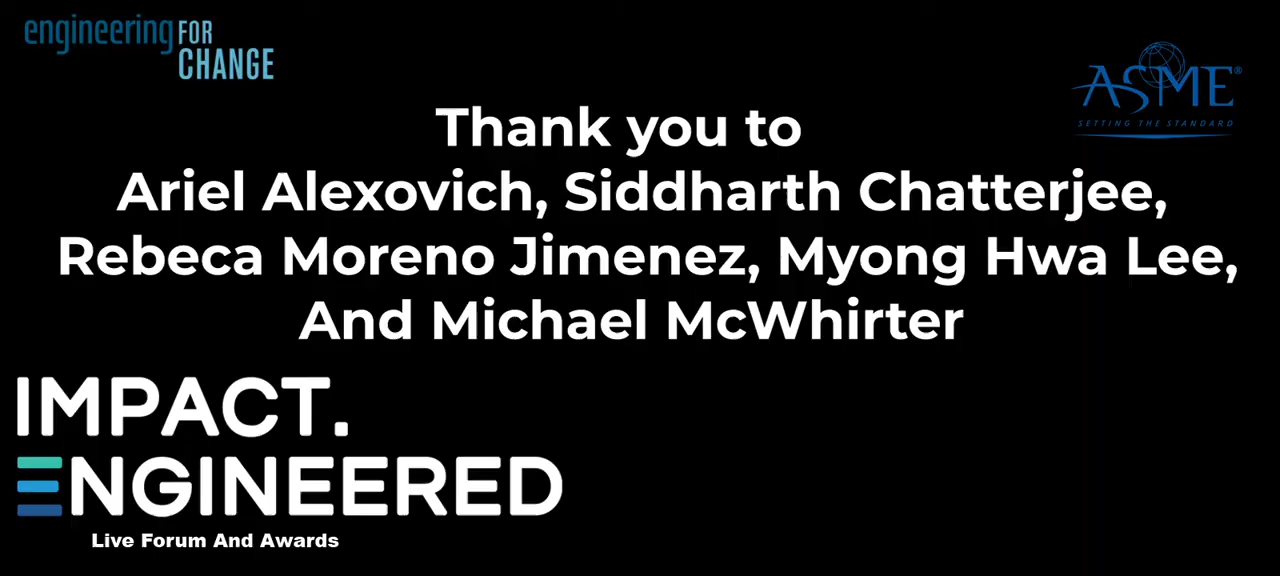 engineering FOR
CHANGE
ASME®
SETTING THE STANDARD
Thank you to
Ariel Alexovich, Siddharth Chatterjee,
Rebeca Moreno Jimenez, Myong Hwa Lee,
And Michael McWhirter
IMPACT.
ENGINEERED
Live Forum And Awards